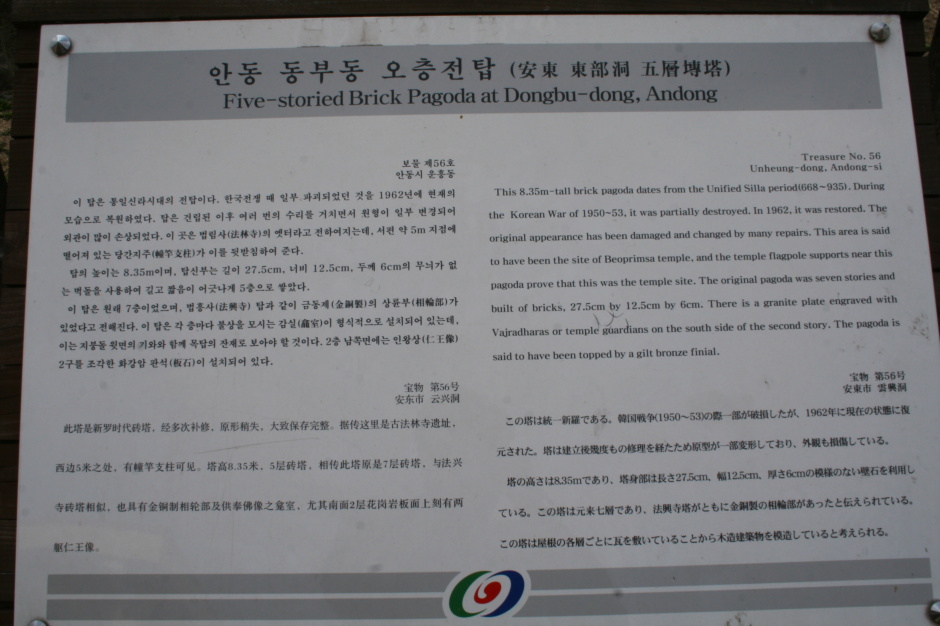 안동 동부동 오층전탑 (安東 東部洞 五層塼塔)
Five-storied Brick Pagoda at Dongbu-dong, Andong
보물 제56호
안동시 운흥동
이 탑은 통일신라시대의 전탑이다. 한국전쟁 때 일부 파괴되었던 것을 1962년에 현재의
모습으로 복원하였다. 탑은 건립된 이후 여러 번의 수리를 거치면서 원형이 일부 변경되어
외관이 많이 손상되었다. 이 곳은 법림사(法林寺)의 옛터라고 전하여지는데, 서편 약 5m 지점에
떨어져 있는 당간지주(幢竿支柱)가 이를 뒷받침하여 준다.
탑의 높이는 8.35m이며, 탑신부는 길이 27.5cm, 너비 12.5cm, 두께 6cm의 무늬가 없
는 벽돌을 사용하여 길고 짧음이 어긋나게 5층으로 쌓았다.
이 탑은 원래 7층이었으며, 법흥사(法興寺) 탑과 같이 금동제(金銅製)의 상륜부(相輪部)가
있었다고 전해진다. 이 탑은 각 층마다 불상을 모시는 감실(龕室)이 형식적으로 설치되어 있는데,
이는 지붕돌 윗면의 기와와 함께 목탑의 잔재로 보아야 할 것이다. 2층 남쪽면에는 인왕상(仁王像)
2구를 조각한 화강암 판석(板石)이 설치되어 있다.
宝物 第56号
安东市 云兴洞
此塔是新罗时代砖塔，经多次补修，原形稍失，大致保存完整。据传这里是古法林寺遗址，
西边5米之处，有幢竿支柱可见。塔高8.35米，5层砖塔，相传此塔原是7层砖塔，与法兴
寺砖塔相似，也具有金铜制相轮部及供奉佛像之龛室，尤其南面2层花岗岩板面上刻有两
躯仁王像。
Treasure No. 56
Unheung-dong, Andong-si
This 8.35m-tall brick pagoda dates from the Unified Silla period(668~935). During
the Korean War of 1950~53, it was partially destroyed. In 1962, it was restored. The
original appearance has been damaged and changed by many repairs. This area is said
to have been the site of Beoprimsa temple, and the temple flagpole supports near this
pagoda prove that this was the temple site. The original pagoda was seven stories and
built of bricks, 27.5cm by 12.5cm by 6cm. There is a granite plate engraved with
Vajradharas or temple guardians on the south side of the second story. The pagoda is
said to have been topped by a gilt bronze finial.
宝物 第56号
安東市 雲興洞
この塔は統一新羅である。韓国戦争(1950~53)の際一部が破損したが、1962年に現在の状態に復
元された。塔は建立後幾度もの修理を経たため原型が一部変形しており、外観も損傷している。
塔の高さは8.35mであり、塔身部は長さ27.5cm、幅12.5cm、厚さ6cmの模様のない壁石を利用し
ている。この塔は元来七層であり、法興寺塔がともに金銅製の相輪部があったと伝えられている。
この塔は屋根の各層ごとに瓦を敷いていることから木造建築物を模造していると考えられる。